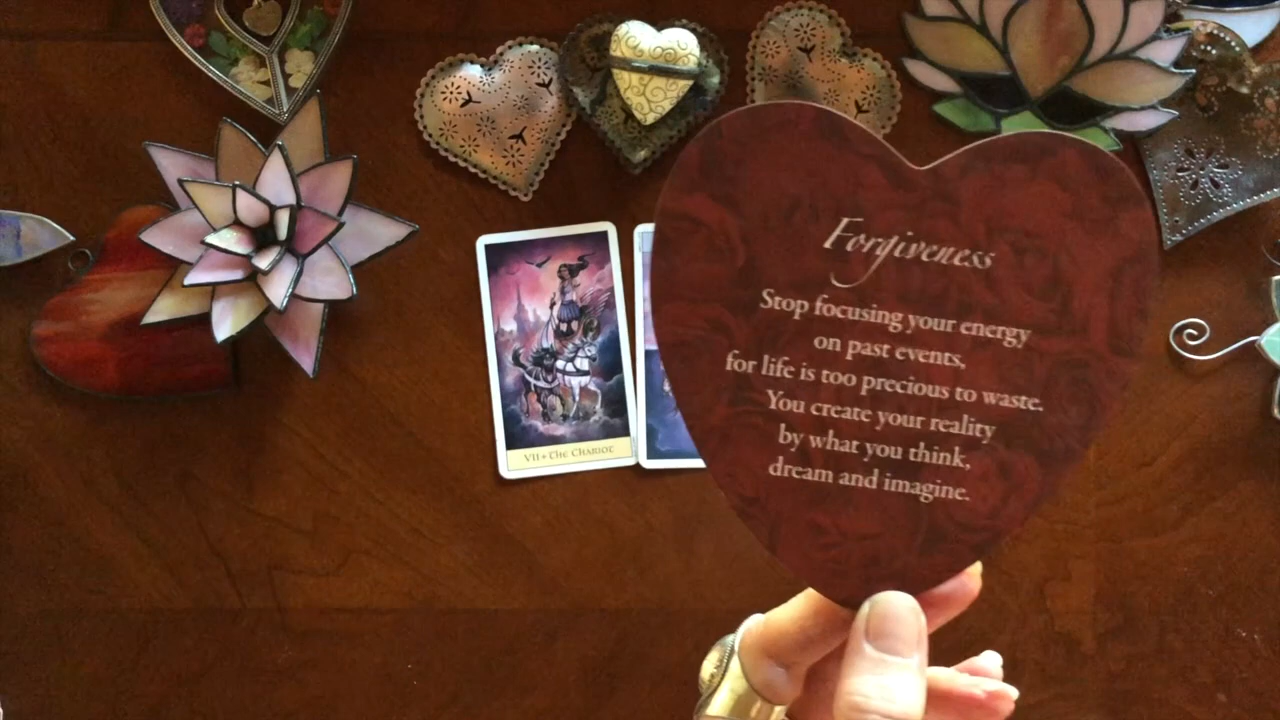 Forgiveness
Stop focusing your energy
on past events,
for life is too precious to waste.
You create your reality
by what you think,
dream and imagine.
VII + The Chariot